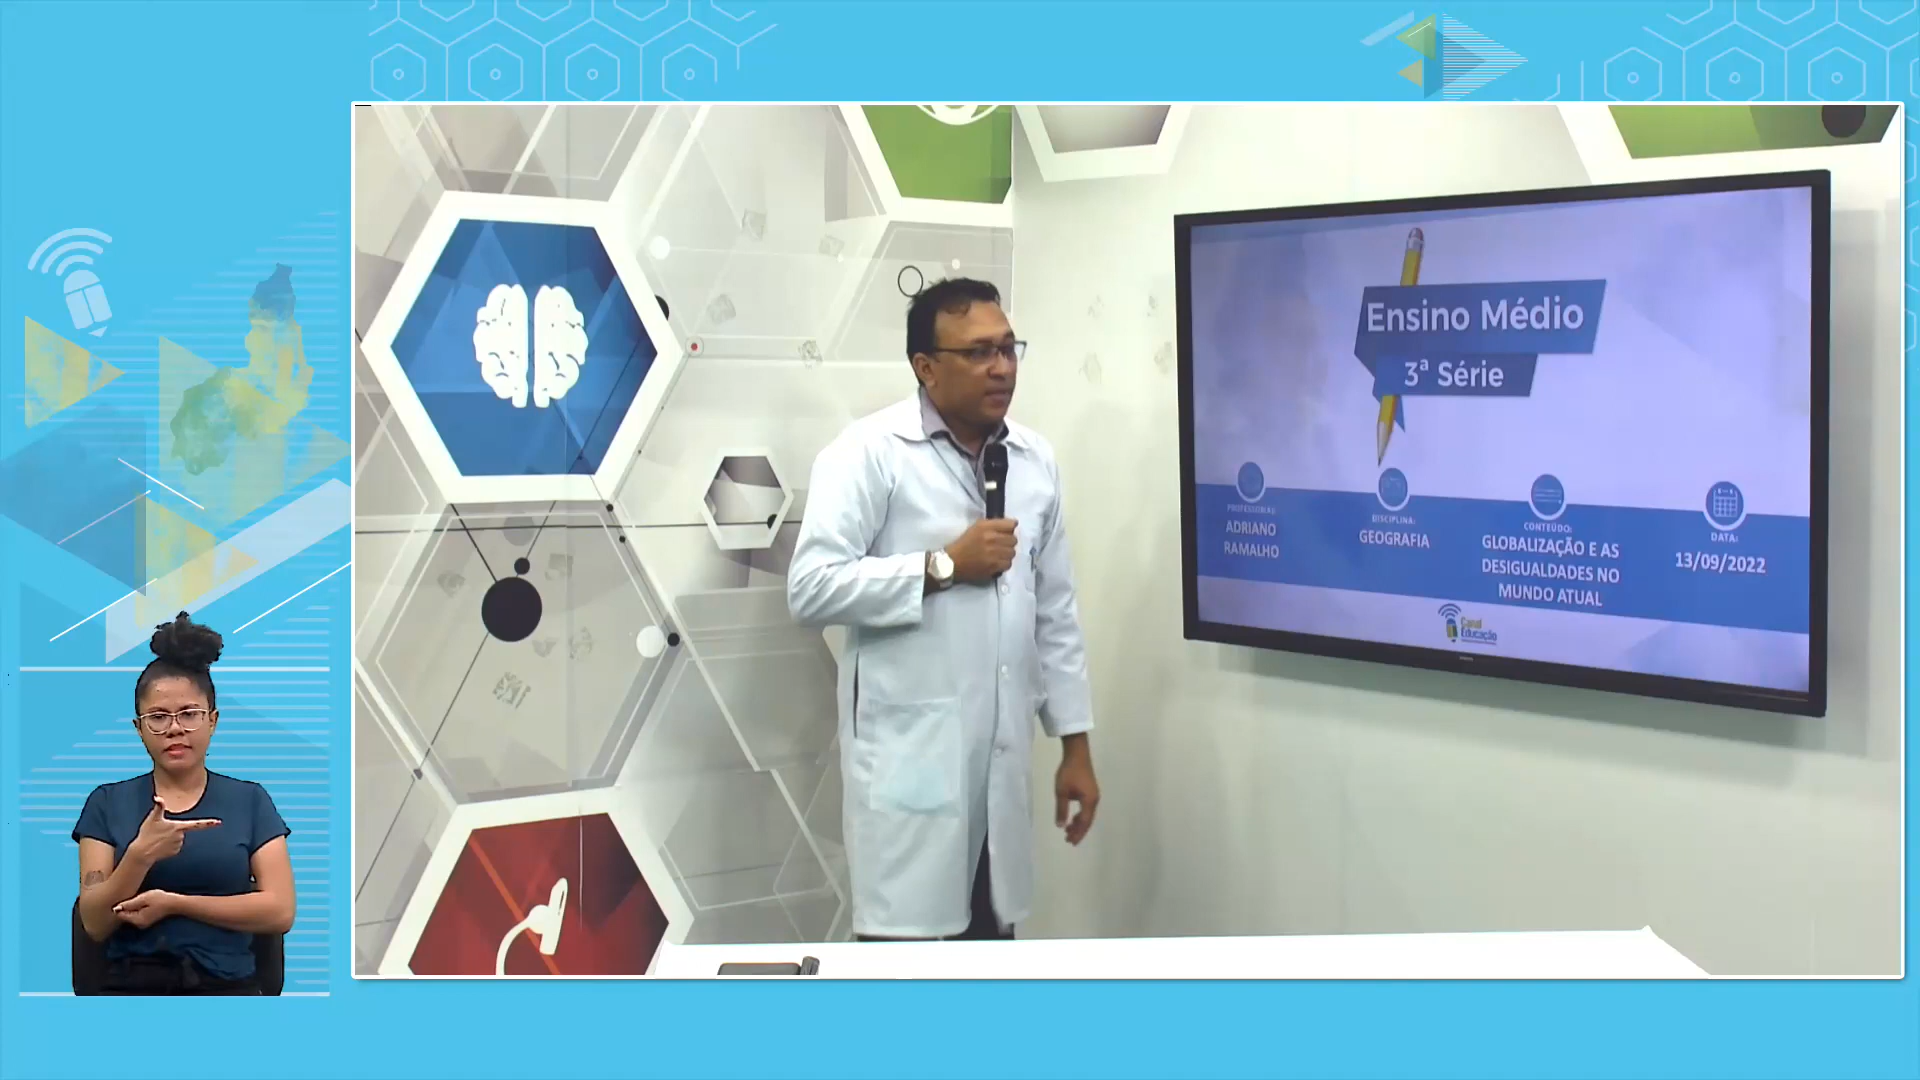 Ensino Médio
3ª Série
PROFESSOR(A):
ADRIANO
RAMALHO
DISCIPLINA:
GEOGRAFIA
CONTEÚDO:
GLOBALIZAÇÃO E AS
DESIGUALDADES NO
MUNDO ATUAL
DATA:
13/09/2022
Canal
Educação